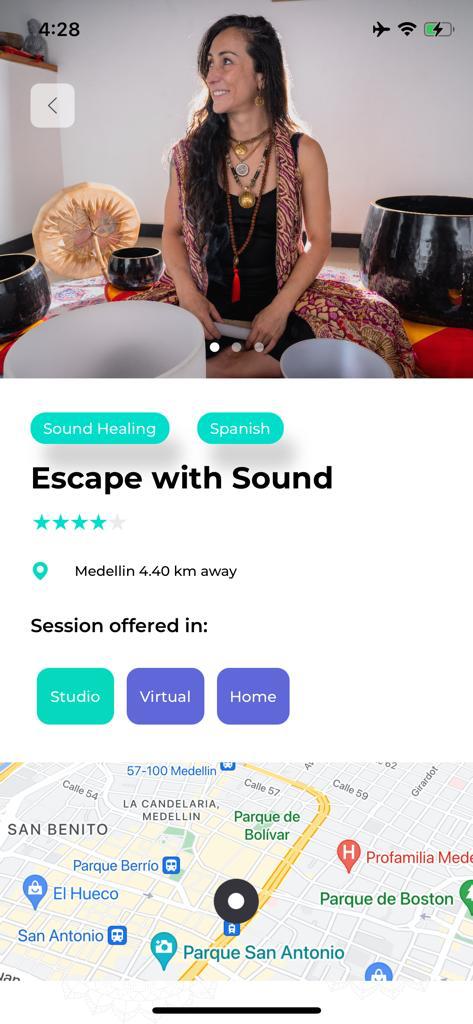 4:28
Sound Healing
Spanish
Escape with Sound
Medellin 4.40 km away
Session offered in:
Studio
Virtual
Home
57-100 Medellin
Calle 54
Calle 57
Calle 59
62
Girardot
LA CANDELARIA,
MEDELLIN
SAN BENITO
Parque de
Bolívar
Parque Berrío
H
Profamilia Mede
El Hueco
Parque de Boston
San Antonio
Parque San Antonio